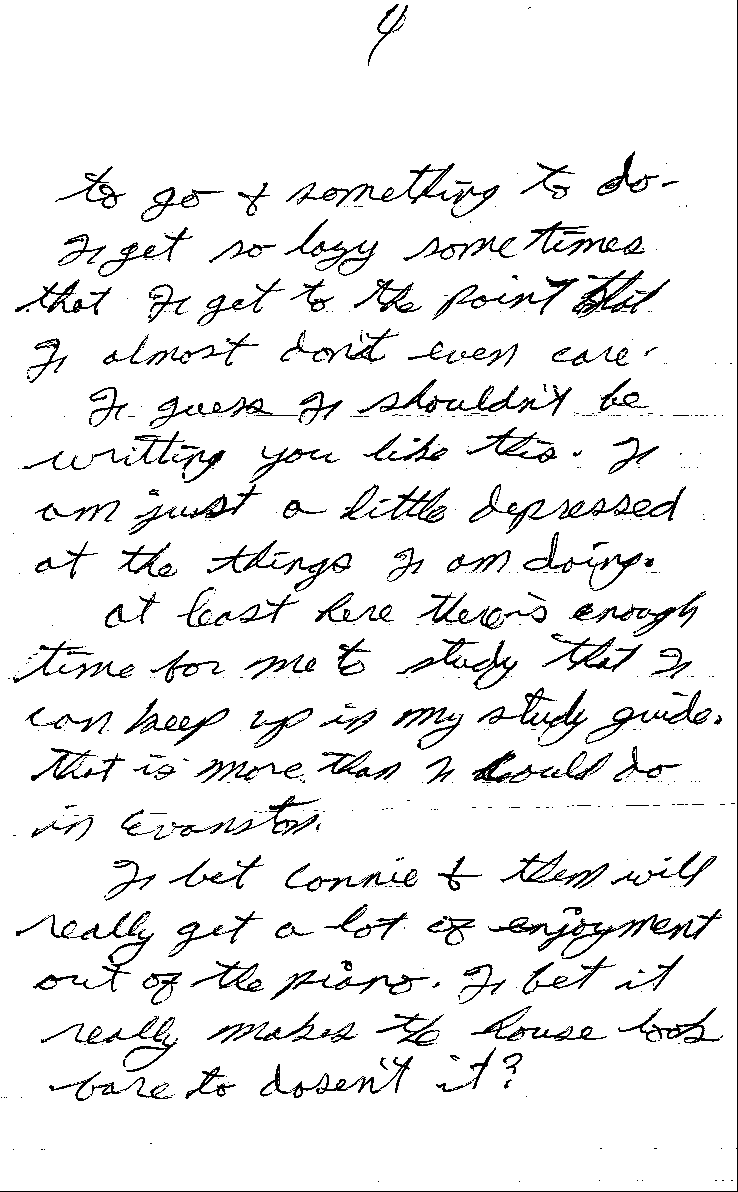 4
to go & something to do-
I get so lazy sometimes
that I get to the point that
I almost don't even care.
I guess I shouldn't be
writting you like this. I
am just a little depressed
at the things I am doing.
at least here there's enough
time for me to study that I
can keep up in my study guide.
that is more than I could do
in Evanston.
I bet Connie & them will
really get a lot of enjoyment
out of the piano. I bet it
really makes the house look
bare to dosen't it?